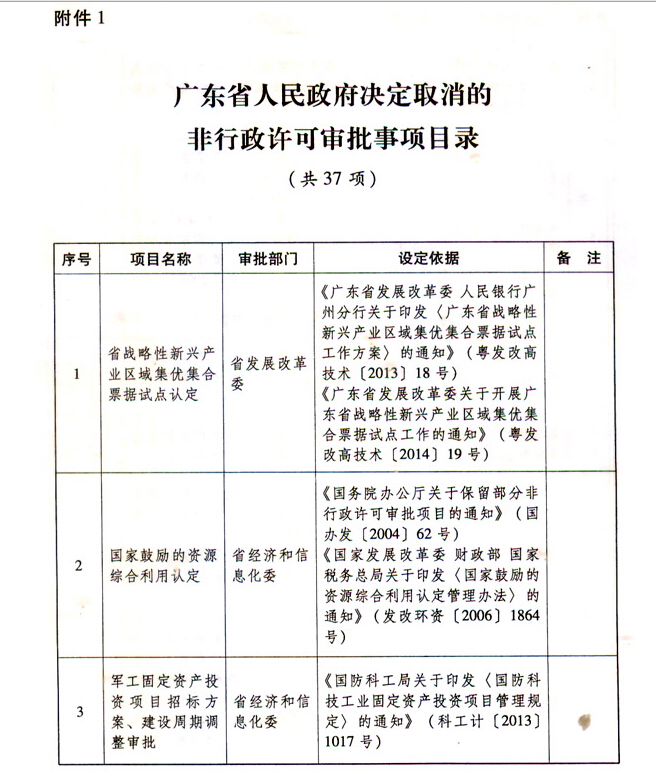 附件 1
广东省人民政府决定取消的
非行政许可审批事项目录
（共 37 项）
序号
项目名称
审批部门
设定依据
备 注
1
省战略性新兴产
业区域集优集合
票据试点认定
省发展改革
委
《广东省发展改革委 人民银行广
州分行关于印发〈广东省战略性
新兴产业区域集优集合票据试点
工作方案〉的通知》（粤发改高
技术〔2013〕18 号）
《广东省发展改革委关于开展广
东省战略性新兴产业区域集优集
合票据试点工作的通知》（粤发
改高技术〔2014〕19 号）
2
国家鼓励的资源
综合利用认定
省经济和信
息化委
《国务院办公厅关于保留部分非
行政许可审批项目的通知》（国
办发〔2004〕62 号）
《国家发展改革委 财政部 国家
税务总局关于印发〈国家鼓励的
资源综合利用认定管理办法〉的
通知》（发改环资〔2006〕1864
号）
3
军工固定资产投
资项目招标方
案、建设周期调
整审批
省经济和信
息化委
《国防科工局关于印发〈国防科
技工业固定资产投资项目管理规
定〉的通知》（科工计〔2013〕
1017 号）